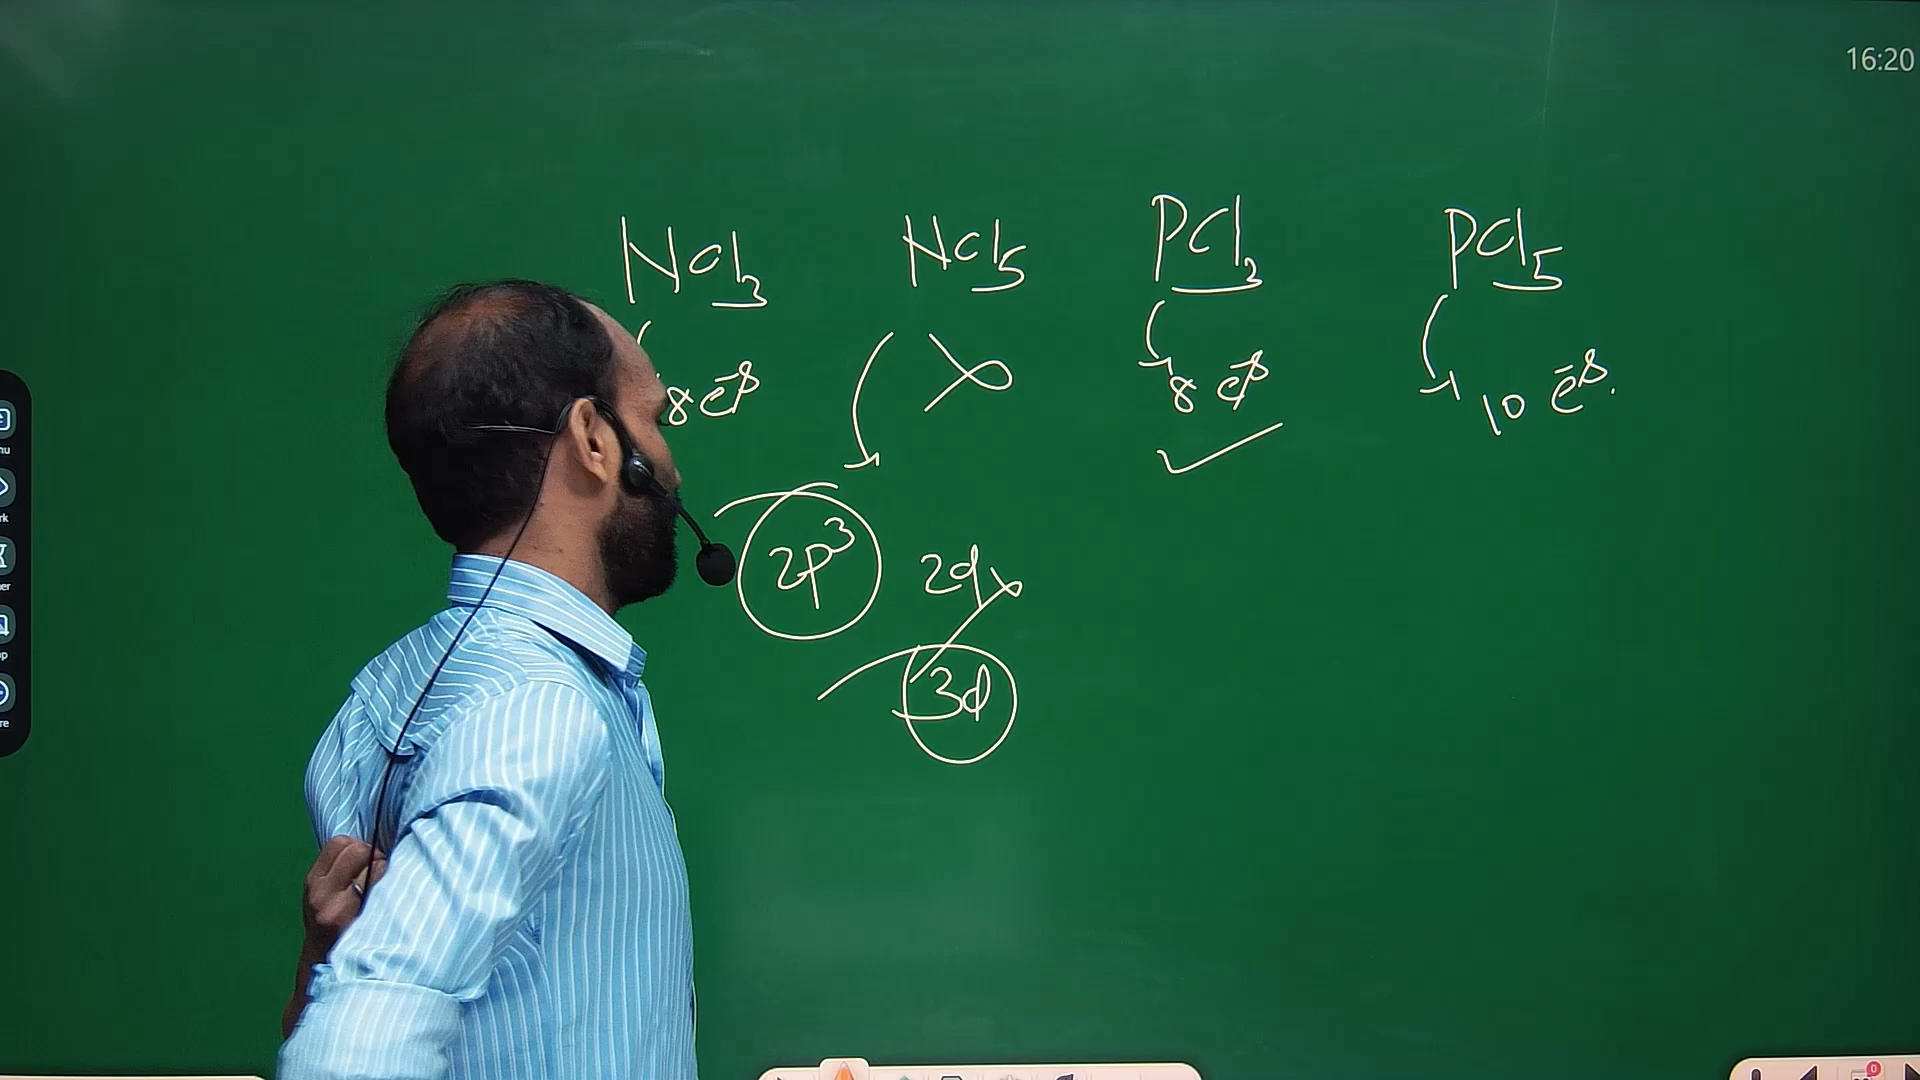 16:20
NCl3 NCl5 PCl3 PCl5
8 ē^s 8 ē^s 10 ē^s.
2p³ 2d
3d